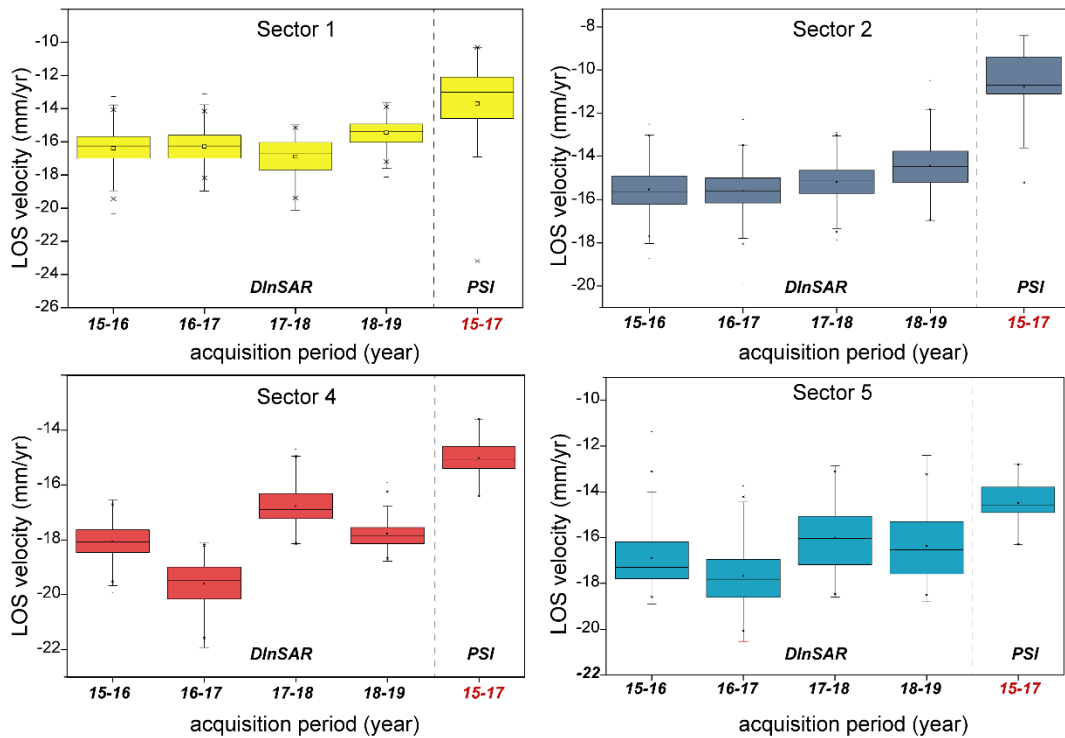 Sector 1
LOS velocity (mm/yr)
-10
-12
-14
-16
-18
-20
-22
-24
-26
DInSAR
PSI
15-16
16-17
17-18
18-19
15-17
acquisition period (year)
Sector 2
LOS velocity (mm/yr)
-8
-10
-12
-14
-16
-18
-20
DInSAR
PSI
15-16
16-17
17-18
18-19
15-17
acquisition period (year)
Sector 4
LOS velocity (mm/yr)
-14
-16
-18
-20
-22
DInSAR
PSI
15-16
16-17
17-18
18-19
15-17
acquisition period (year)
Sector 5
LOS velocity (mm/yr)
-10
-12
-14
-16
-18
-20
-22
DInSAR
PSI
15-16
16-17
17-18
18-19
15-17
acquisition period (year)